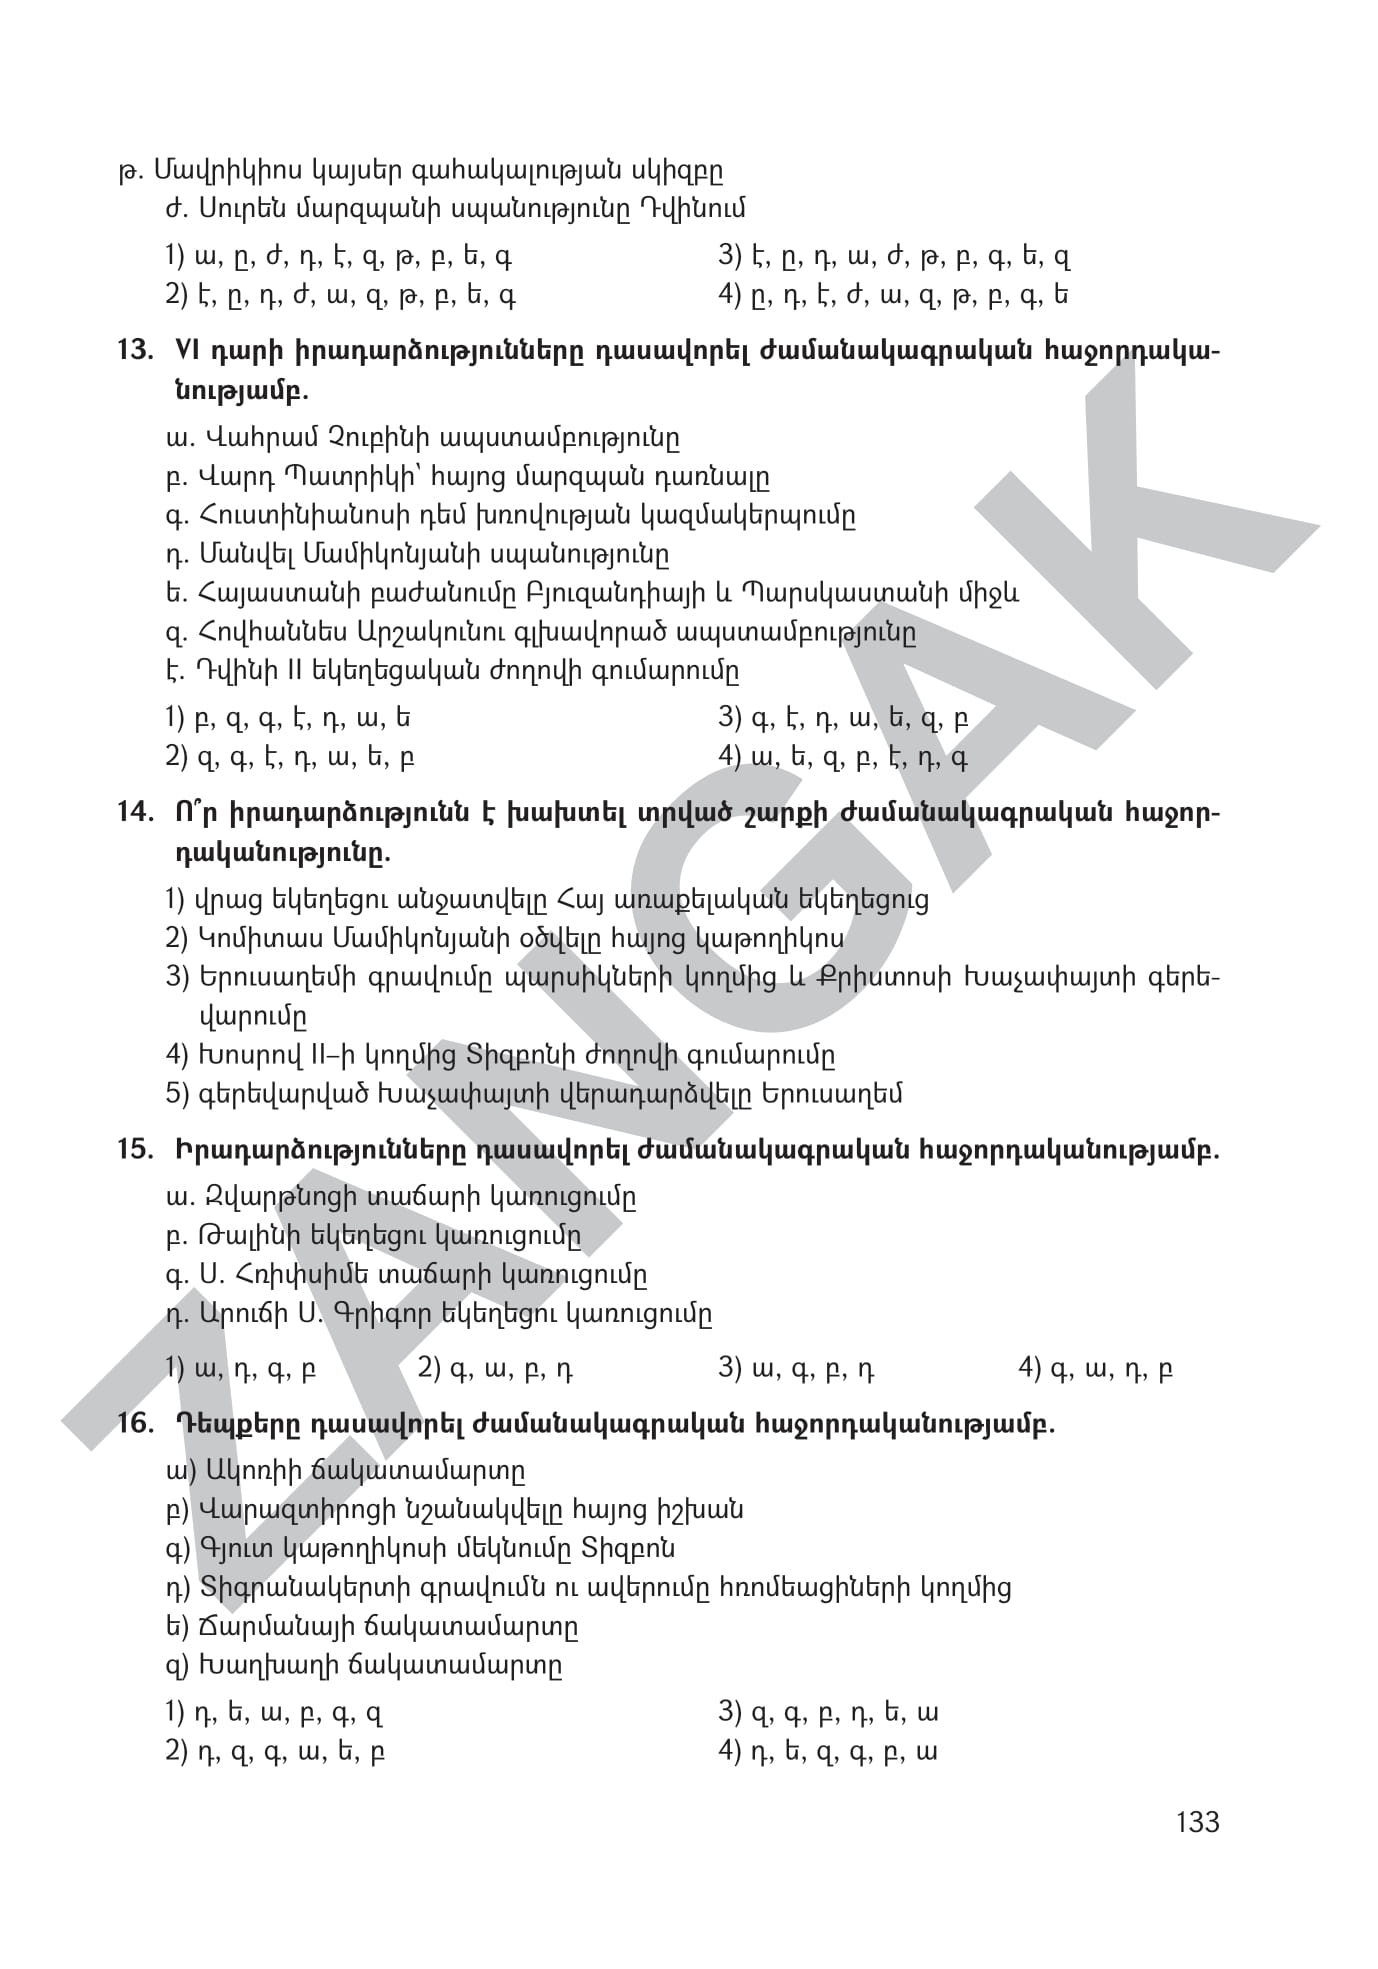 թ. Մավրիկիոս կայսեր գահակալության սկիզբը
ժ. Սուրեն մարզպանի սպանությունը Դվինում
1) ա, ը, ժ, դ, է, զ, թ, բ, ե, գ
3) է, ը, դ, ա, ժ, թ, բ, գ, ե, զ
2) է, ը, դ, ժ, ա, զ, թ, բ, ե, գ
4) ը, դ, է, ժ, ա, զ, թ, բ, գ, ե
13. VI դարի իրադարձությունները դասավորել ժամանակագրական հաջորդակա-
նությամբ.
ա. Վահրամ Չուբինի ապստամբությունը
բ. Վարդ Պատրիկի՝ հայոց մարզպան դառնալը
գ. Հուստինիանոսի դեմ խռովության կազմակերպումը
դ. Մանվել Մամիկոնյանի սպանությունը
ե. Հայաստանի բաժանումը Բյուզանդիայի և Պարսկաստանի միջև
զ. Հովհաննես Արշակունու գլխավորած ապստամբությունը
է. Դվինի II եկեղեցական ժողովի գումարումը
1) բ, զ, գ, է, դ, ա, ե
3) գ, է, դ, ա, ե, զ, բ
2) զ, գ, է, դ, ա, ե, բ
4) ա, ե, զ, բ, է, դ, գ
14. Ո՞ր իրադարձությունն է խախտել տրված շարքի ժամանակագրական հաջոր-
դականությունը.
1) վրաց եկեղեցու անջատվելը Հայ առաքելական եկեղեցուց
2) Կոմիտաս Մամիկոնյանի օծվելը հայոց կաթողիկոս
3) Երուսաղեմի գրավումը պարսիկների կողմից և Քրիստոսի Խաչափայտի գերե-
վարումը
4) Խոսրով II–ի կողմից Տիզբոնի ժողովի գումարումը
5) գերեվարված Խաչափայտի վերադարձվելը Երուսաղեմ
15. Իրադարձությունները դասավորել ժամանակագրական հաջորդականությամբ.
ա. Զվարթնոցի տաճարի կառուցումը
բ. Թալինի եկեղեցու կառուցումը
գ. Ս. Հռիփսիմե տաճարի կառուցումը
դ. Արուճի Ս. Գրիգոր եկեղեցու կառուցումը
1) ա, դ, գ, բ
2) գ, ա, բ, դ
3) ա, գ, բ, դ
4) գ, ա, դ, բ
16. Դեպքերը դասավորել ժամանակագրական հաջորդականությամբ.
ա) Ակոռիի ճակատամարտը
բ) Վարազտիրոցի նշանակվելը հայոց իշխան
գ) Գյուտ կաթողիկոսի մեկնումը Տիզբոն
դ) Տիգրանակերտի գրավումն ու ավերումը հռոմեացիների կողմից
ե) Ճարմանայի ճակատամարտը
զ) Խաղխաղի ճակատամարտը
1) դ, ե, ա, բ, գ, զ
3) զ, գ, բ, դ, ե, ա
2) դ, զ, գ, ա, ե, բ
4) դ, ե, զ, գ, բ, ա
133
ZANGAK